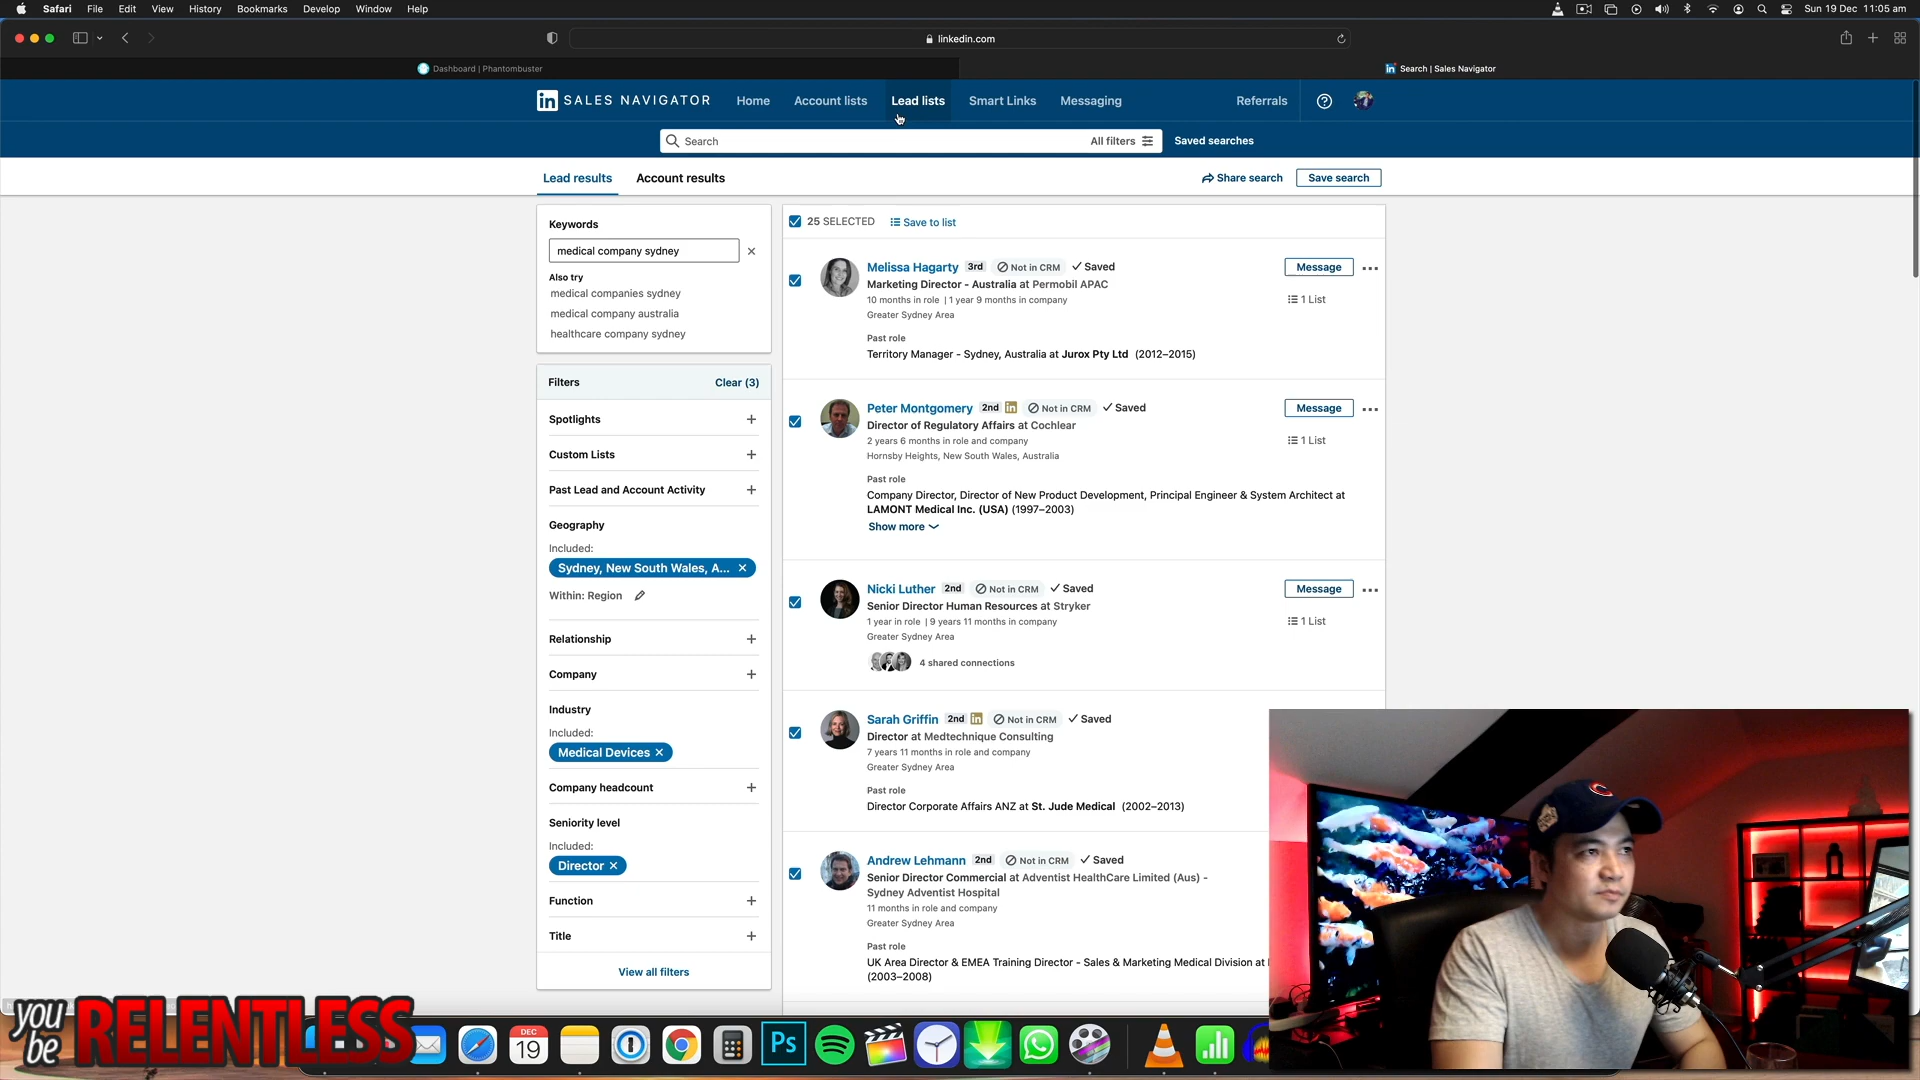 Safari File Edit View History Bookmarks Develop Window Help
Sun 19 Dec 11:05 am
linkedin.com
Dashboard | Phantombuster
in Search | Sales Navigator
in SALES NAVIGATOR Home Account lists Lead lists Smart Links Messaging Referrals
Search All filters Saved searches
Lead results Account results Share search Save search
Keywords
medical company sydney
Also try
medical companies sydney
medical company australia
healthcare company sydney
Filters Clear (3)
Spotlights
Custom Lists
Past Lead and Account Activity
Geography
Included:
Sydney, New South Wales, A...
Within: Region
Relationship
Company
Industry
Included:
Medical Devices
Company headcount
Seniority level
Included:
Director
Function
Title
View all filters
25 SELECTED Save to list
Melissa Hagarty 3rd Not in CRM Saved
Message
Marketing Director - Australia at Permobil APAC
10 months in role | 1 year 9 months in company
1 List
Greater Sydney Area
Past role
Territory Manager - Sydney, Australia at Jurox Pty Ltd (2012–2015)
Peter Montgomery 2nd in Not in CRM Saved
Message
Director of Regulatory Affairs at Cochlear
2 years 6 months in role and company
1 List
Hornsby Heights, New South Wales, Australia
Past role
Company Director, Director of New Product Development, Principal Engineer & System Architect at
LAMONT Medical Inc. (USA) (1997–2003)
Show more
Nicki Luther 2nd Not in CRM Saved
Message
Senior Director Human Resources at Stryker
1 year in role | 9 years 11 months in company
1 List
Greater Sydney Area
4 shared connections
Sarah Griffin 2nd in Not in CRM Saved
Director at Medtechnique Consulting
7 years 11 months in role and company
Greater Sydney Area
Past role
Director Corporate Affairs ANZ at St. Jude Medical (2002–2013)
Andrew Lehmann 2nd Not in CRM Saved
Senior Director Commercial at Adventist HealthCare Limited (Aus) -
Sydney Adventist Hospital
11 months in role and company
Greater Sydney Area
Past role
UK Area Director & EMEA Training Director - Sales & Marketing Medical Division at
(2003–2008)
you be RELENTLESS
DEC
19
Ps